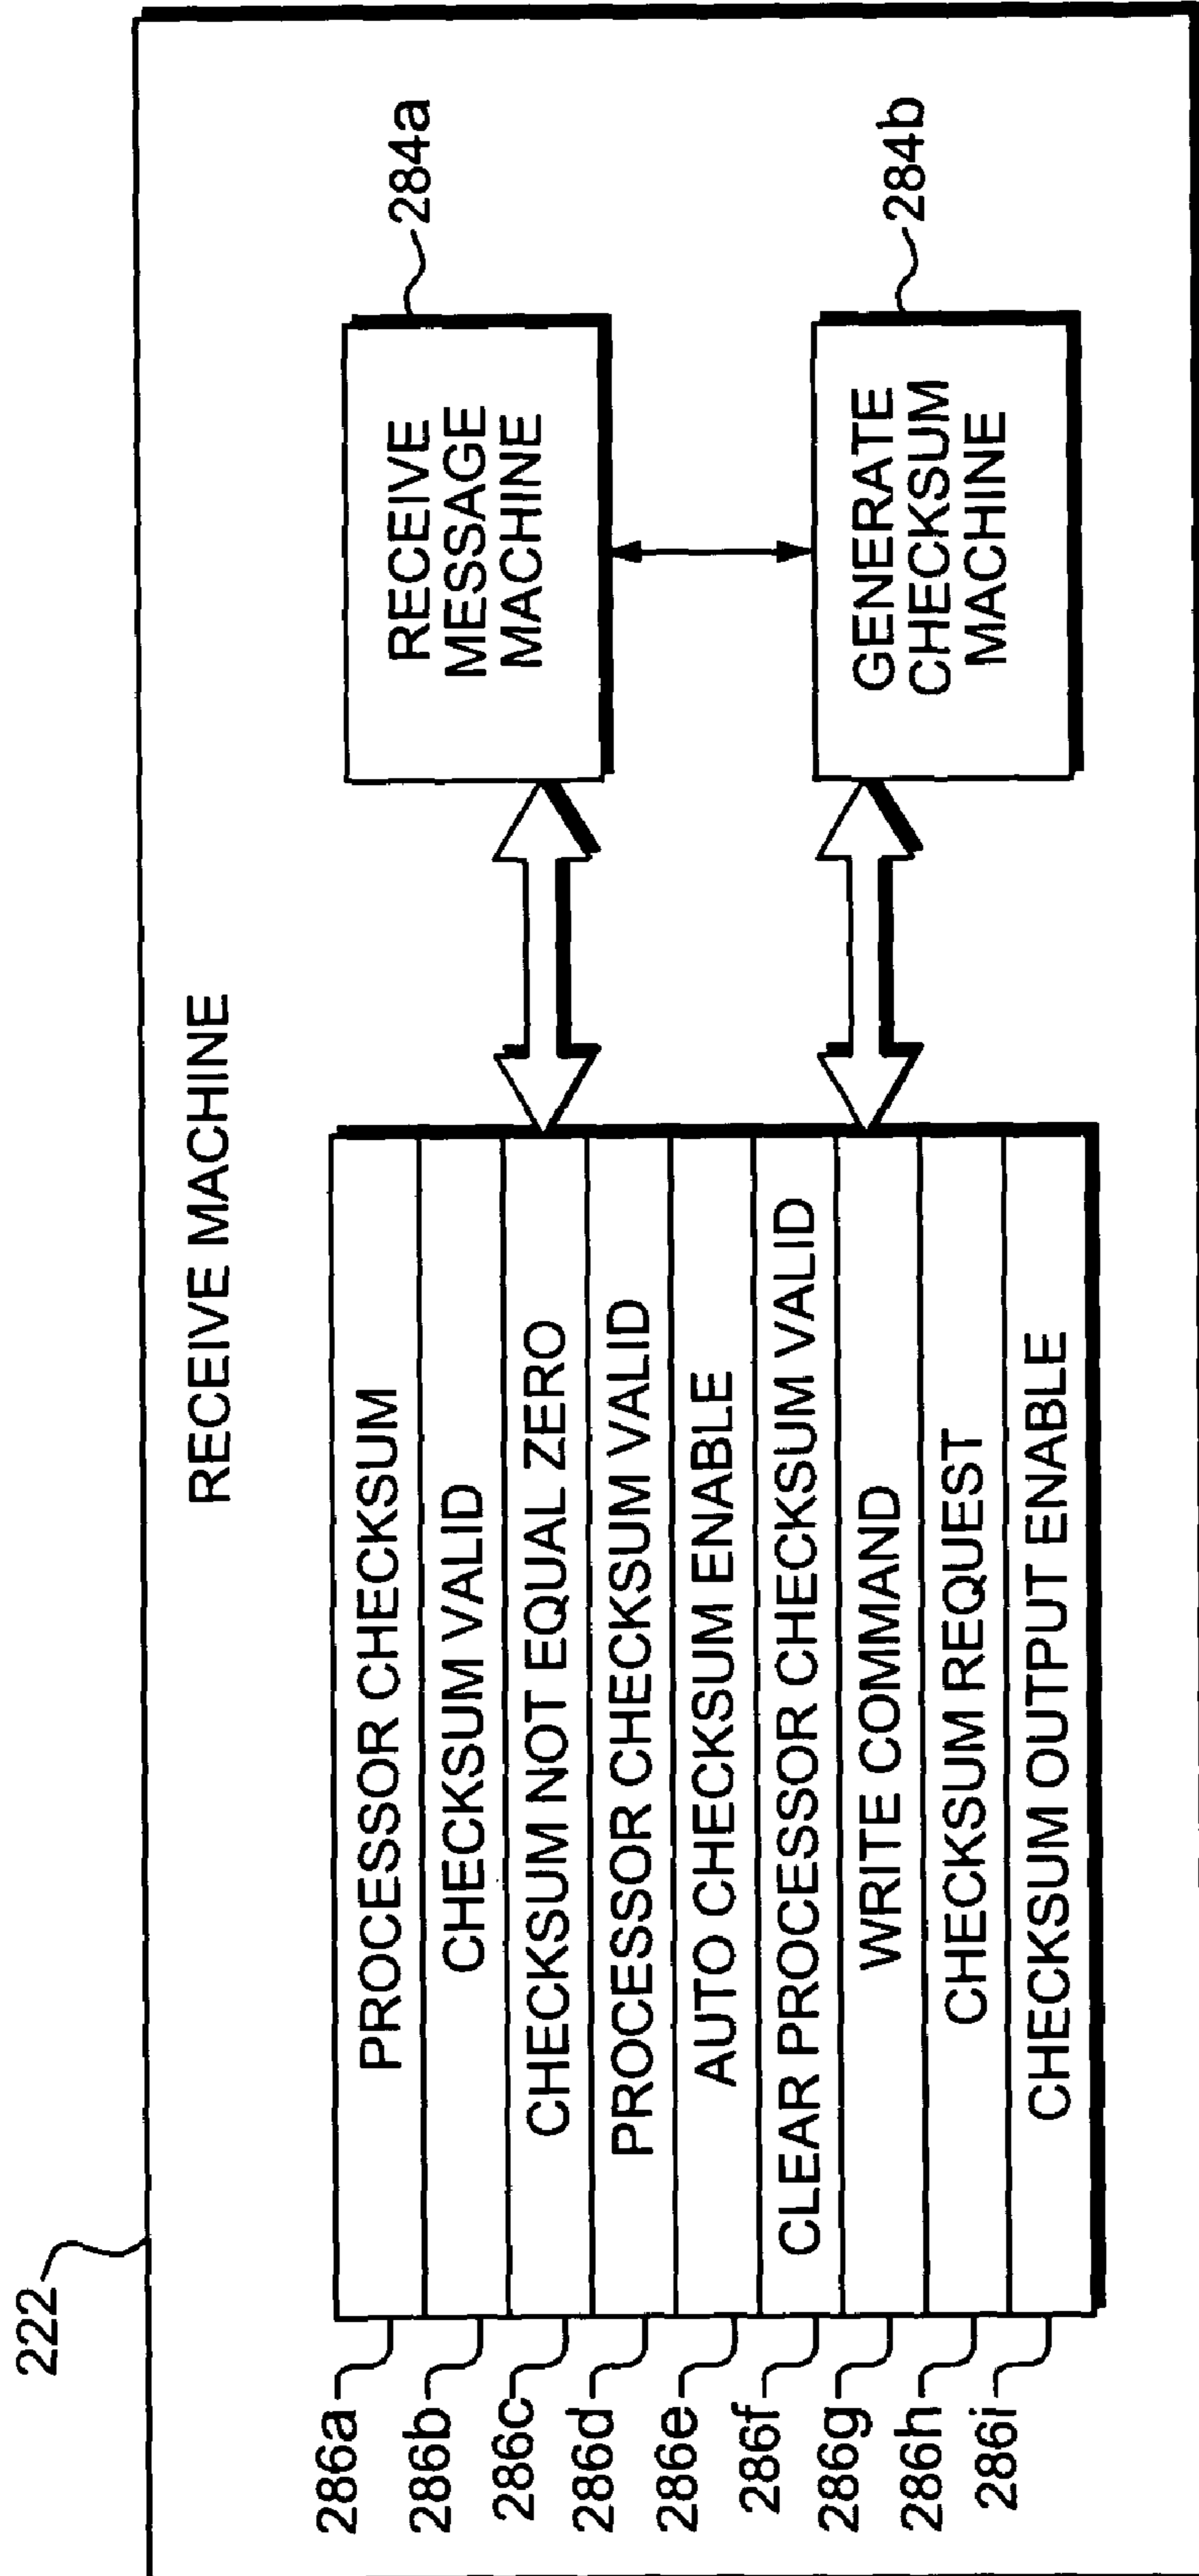 222
RECEIVE MACHINE
286a
PROCESSOR CHECKSUM
286b
CHECKSUM VALID
286c
CHECKSUM NOT EQUAL ZERO
286d
PROCESSOR CHECKSUM VALID
286e
AUTO CHECKSUM ENABLE
286f
CLEAR PROCESSOR CHECKSUM VALID
286g
WRITE COMMAND
286h
CHECKSUM REQUEST
286i
CHECKSUM OUTPUT ENABLE
RECEIVE
MESSAGE
MACHINE
284a
GENERATE
CHECKSUM
MACHINE
284b